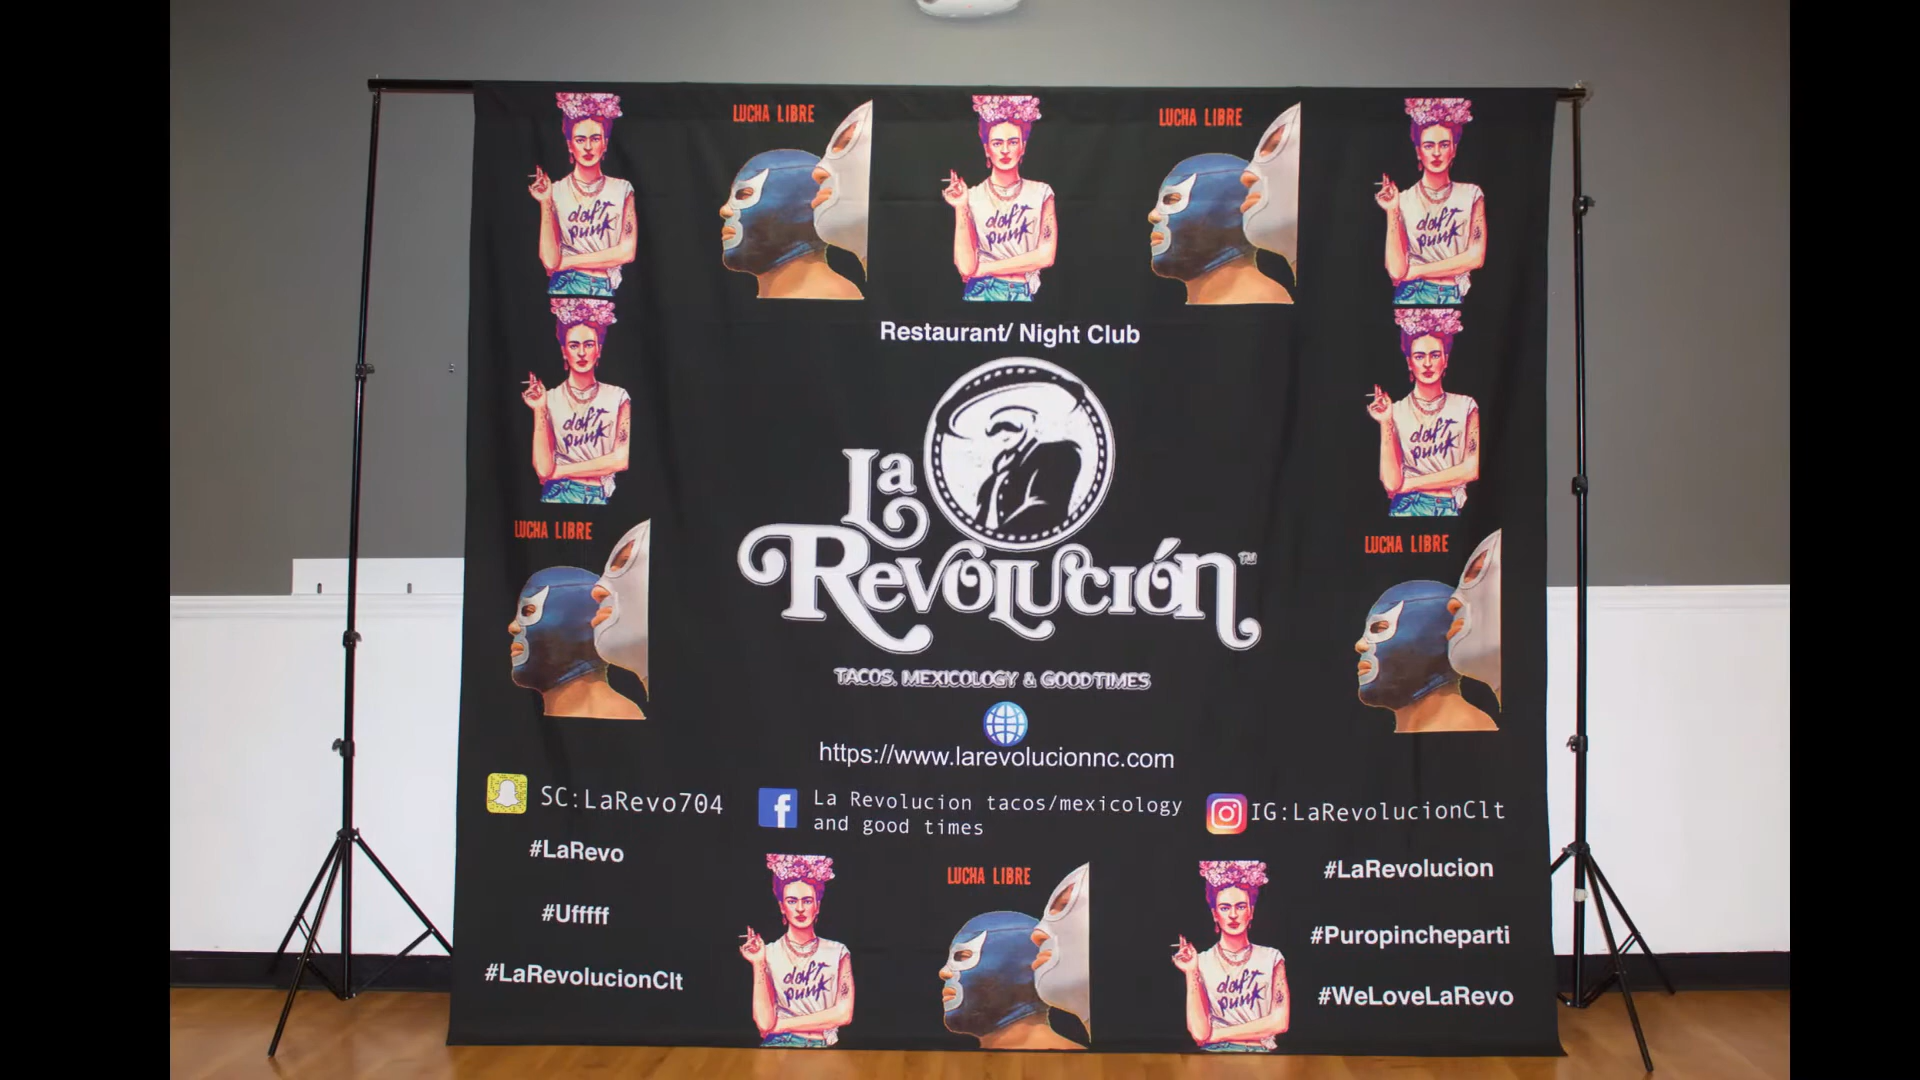 LUCHA LIBRE
LUCHA LIBRE
daft
punk
daft
punk
daft
punk
Restaurant/ Night Club
daft
punk
daft
punk
La
Revolución™
LUCHA LIBRE
LUCHA LIBRE
TACOS, MEXICOLOGY & GOODTIMES
https://www.larevolucionnc.com
SC:LaRevo704
La Revolucion tacos/mexicology
and good times
IG:LaRevolucionClt
#LaRevo
#Ufffff
#LaRevolucionClt
LUCHA LIBRE
daft
punk
daft
punk
#LaRevolucion
#Puropincheparti
#WeLoveLaRevo